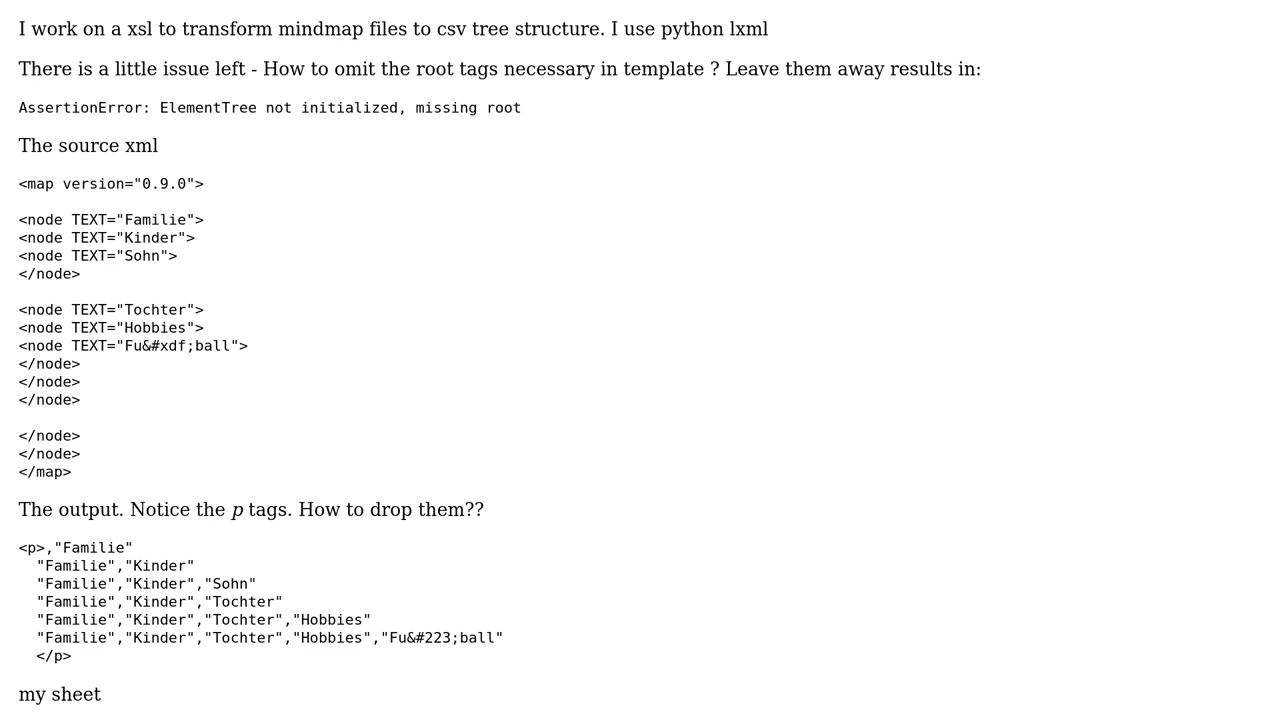 I work on a xsl to transform mindmap files to csv tree structure. I use python lxml
There is a little issue left - How to omit the root tags necessary in template ? Leave them away results in:
AssertionError: ElementTree not initialized, missing root
The source xml
<map version="0.9.0">
<node TEXT="Familie">
<node TEXT="Kinder">
<node TEXT="Sohn">
</node>
<node TEXT="Tochter">
<node TEXT="Hobbies">
<node TEXT="Fu&#xdf;ball">
</node>
</node>
</node>
</node>
</node>
</map>
The output. Notice the p tags. How to drop them??
<p>,"Familie"
"Familie","Kinder"
"Familie","Kinder","Sohn"
"Familie","Kinder","Tochter"
"Familie","Kinder","Tochter","Hobbies"
"Familie","Kinder","Tochter","Hobbies","Fu&#223;ball"
</p>
my sheet